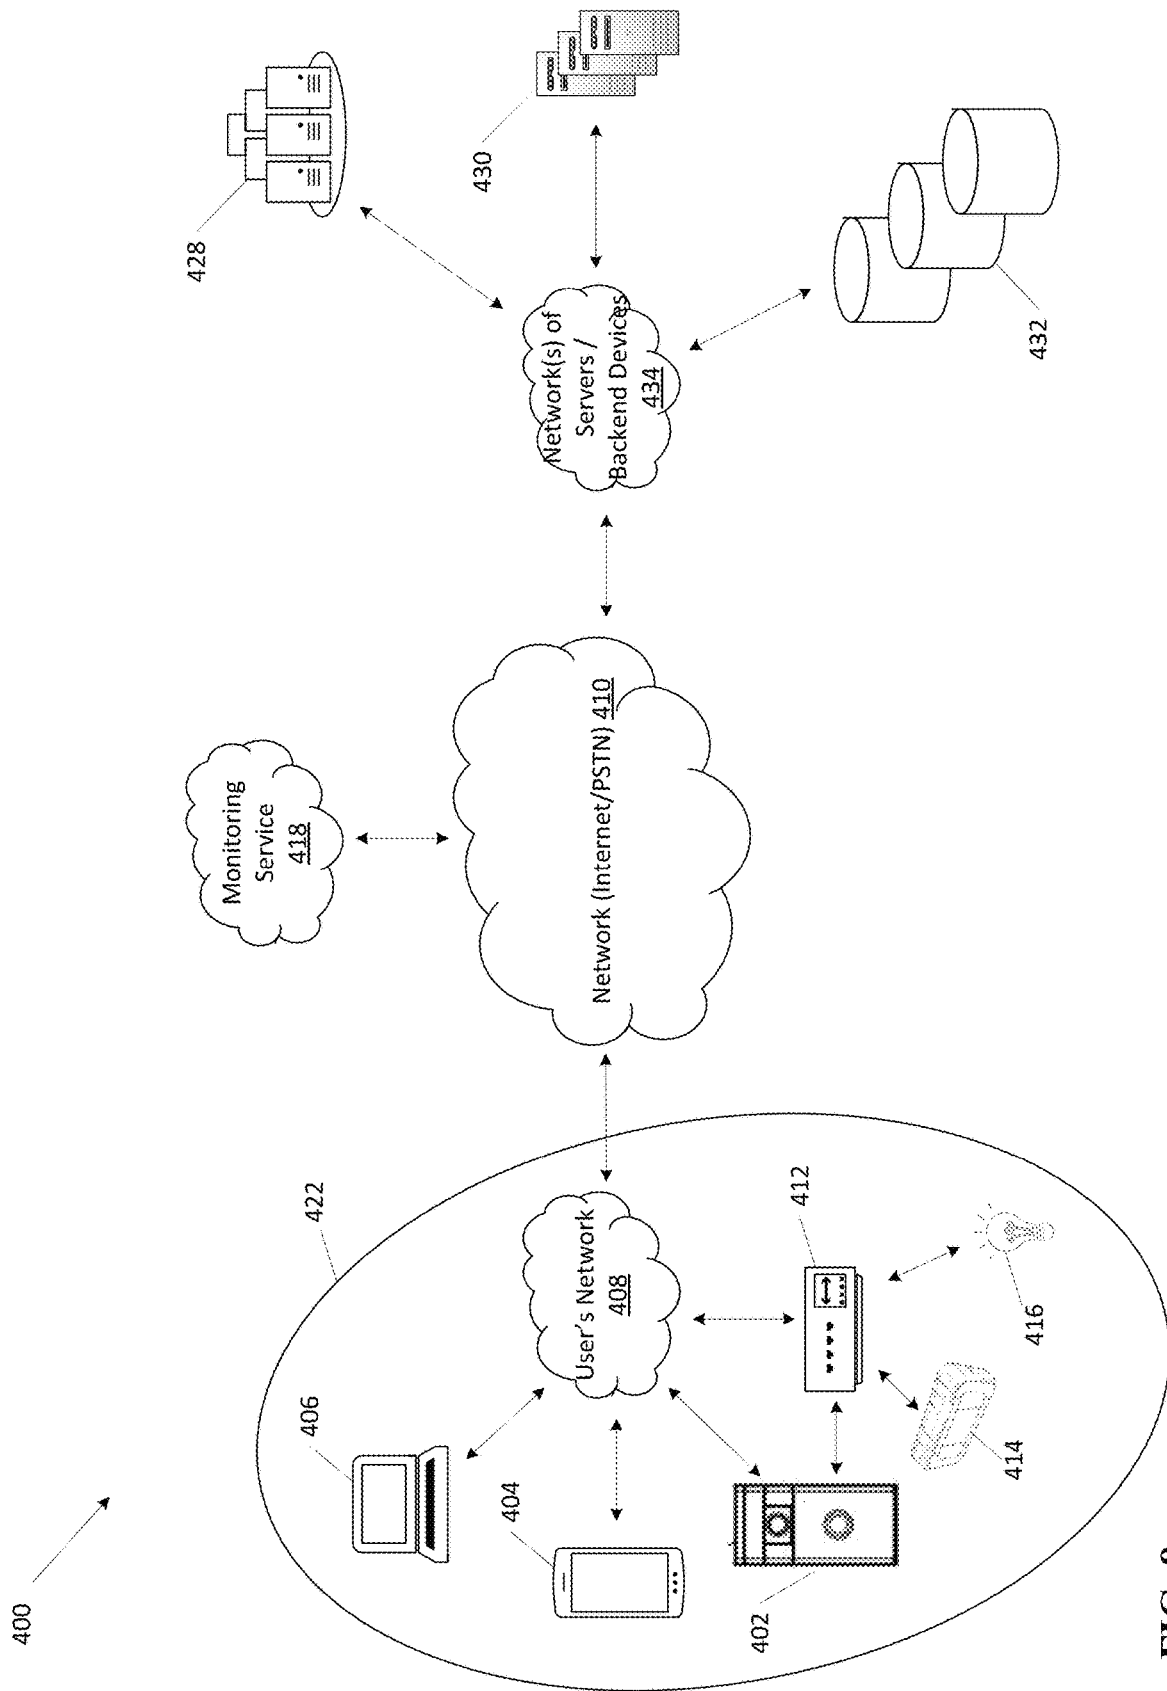 400
428
Monitoring
Service
418
406
422
430
404
Network(s) of
Servers /
Backend Devices
434
User's Network
408
Network (Internet/PSTN) 410
402
412
414
416
432
FIG.